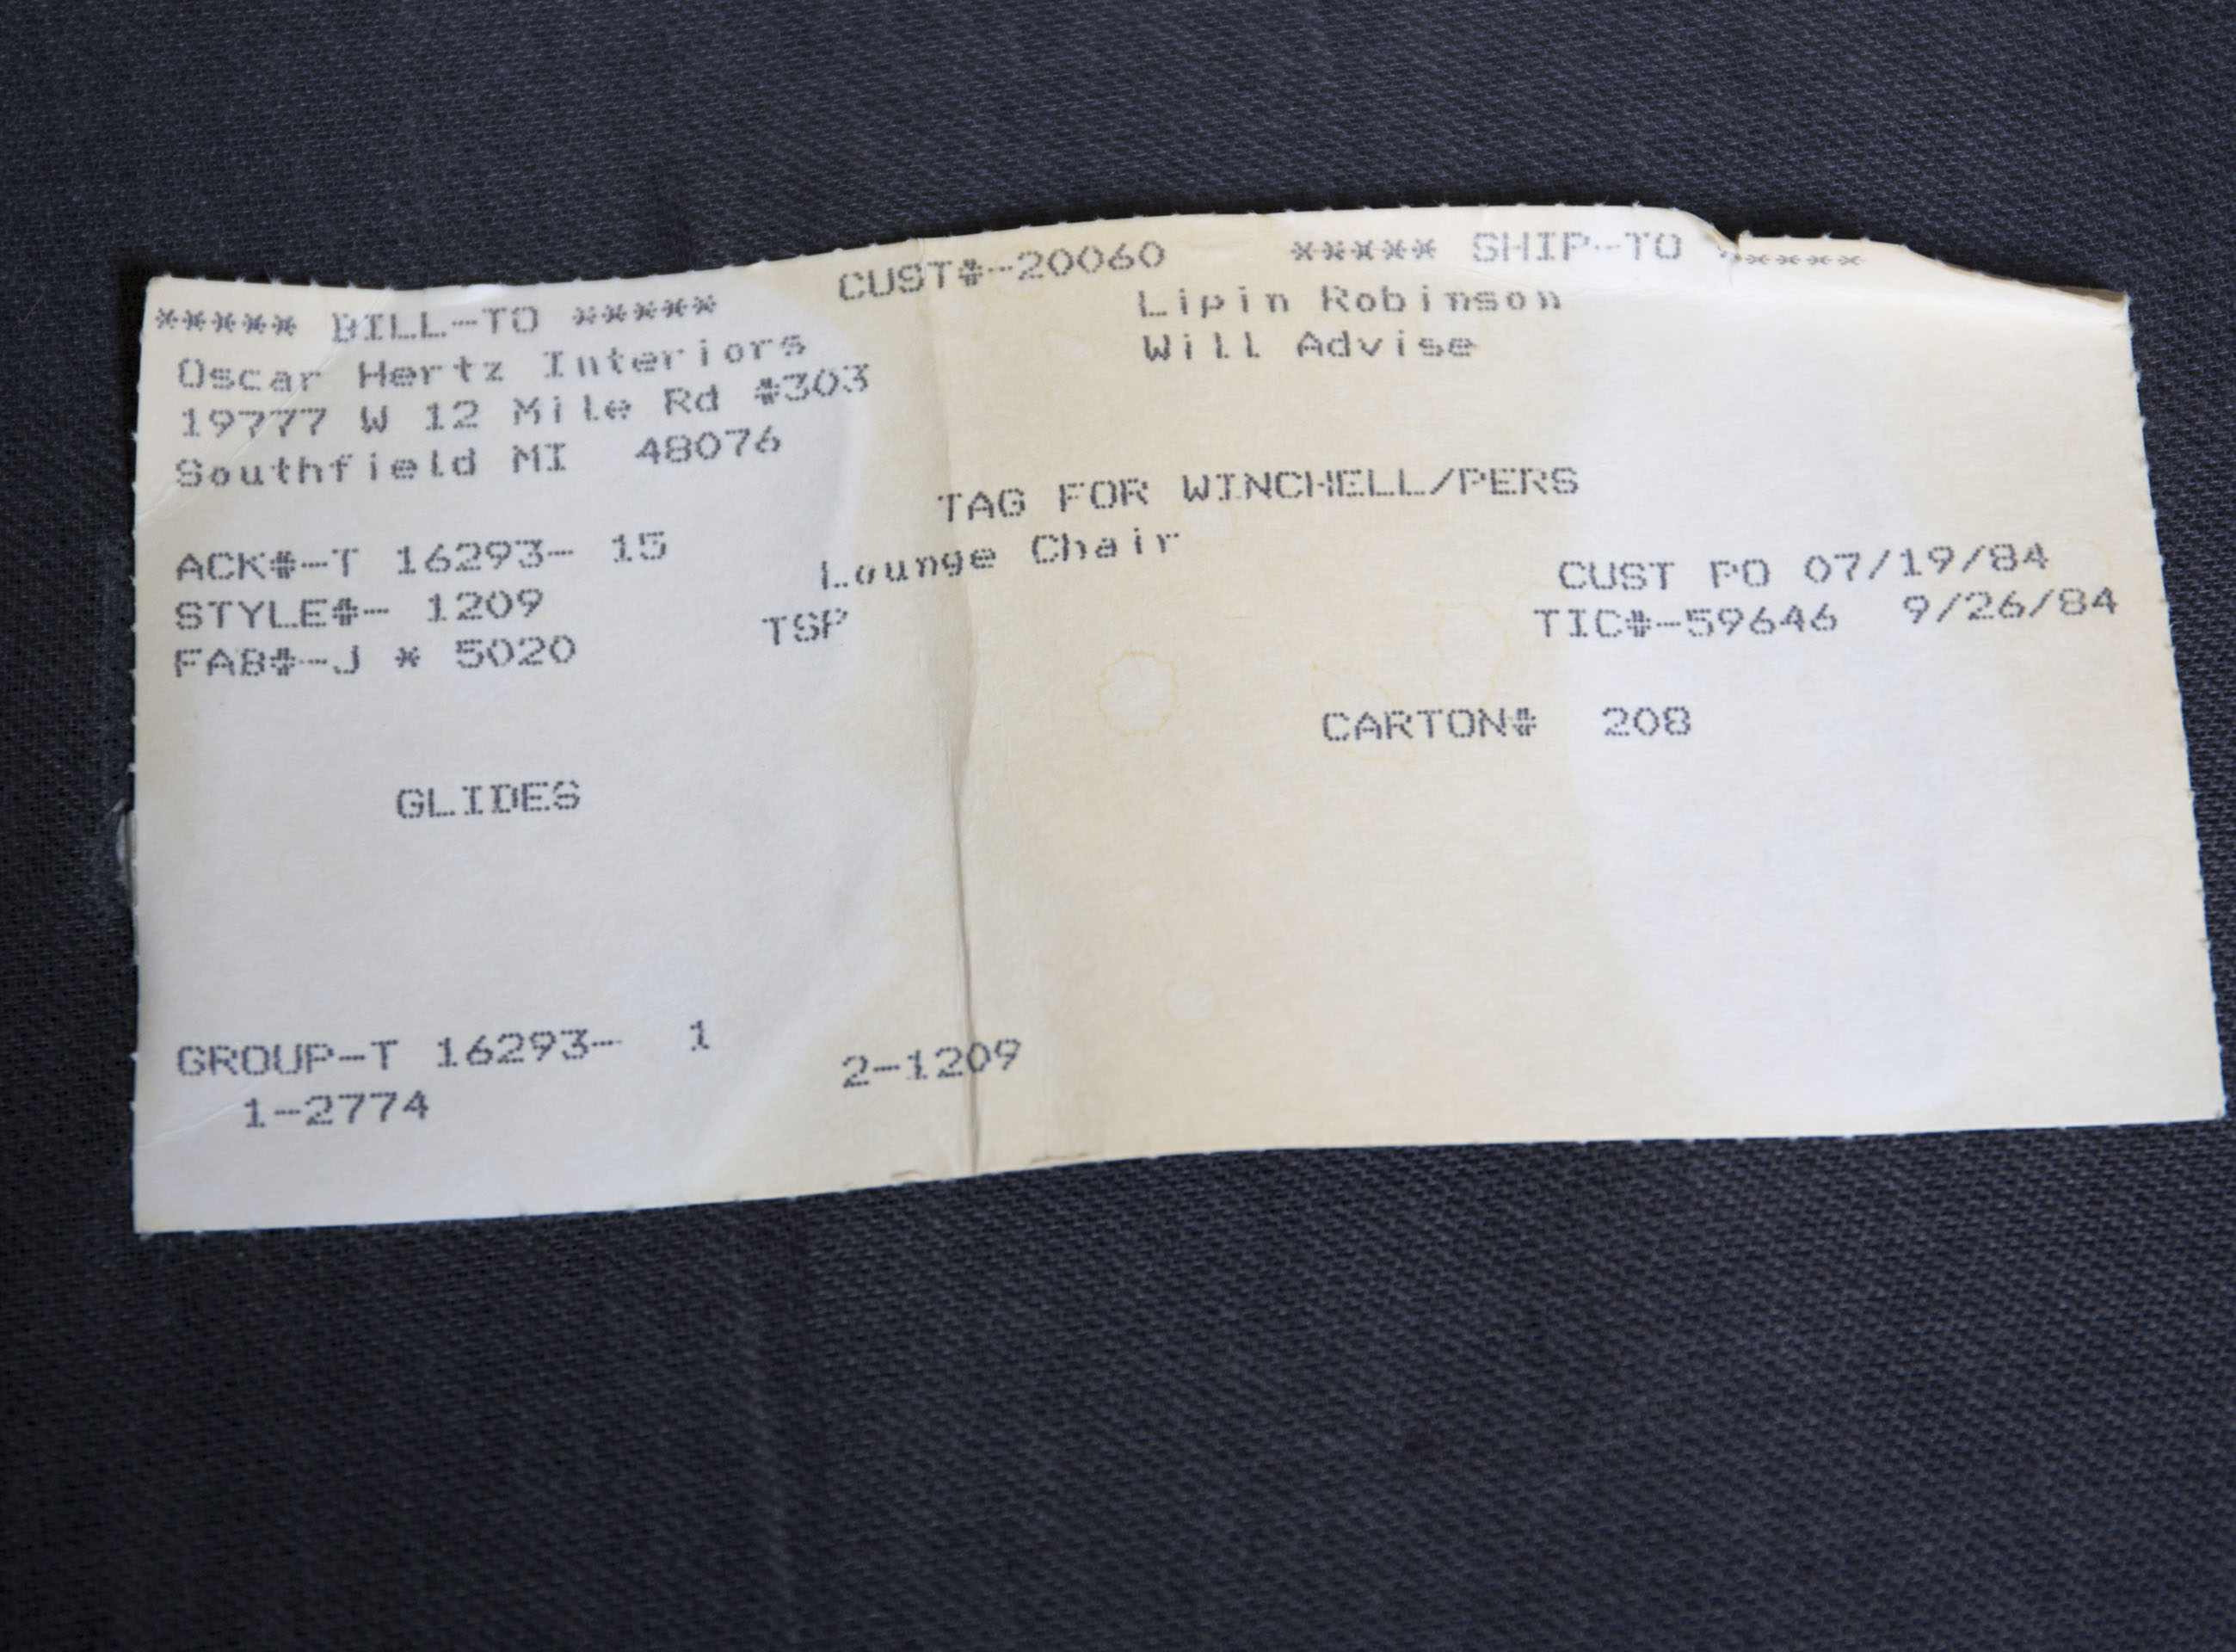 ***** BILL-TO ***** CUST#-20060 ***** SHIP-TO *****
Oscar Hertz Interiors Lipin Robinson
19777 W 12 Mile Rd #303 Will Advise
Southfield MI 48076
TAG FOR WINCHELL/PERS
ACK#-T 16293- 15 Lounge Chair CUST PO 07/19/84
STYLE#- 1209 TSP TIC#-59646 9/26/84
FAB#-J * 5020
CARTON# 208
GLIDES
GROUP-T 16293- 1
1-2774 2-1209